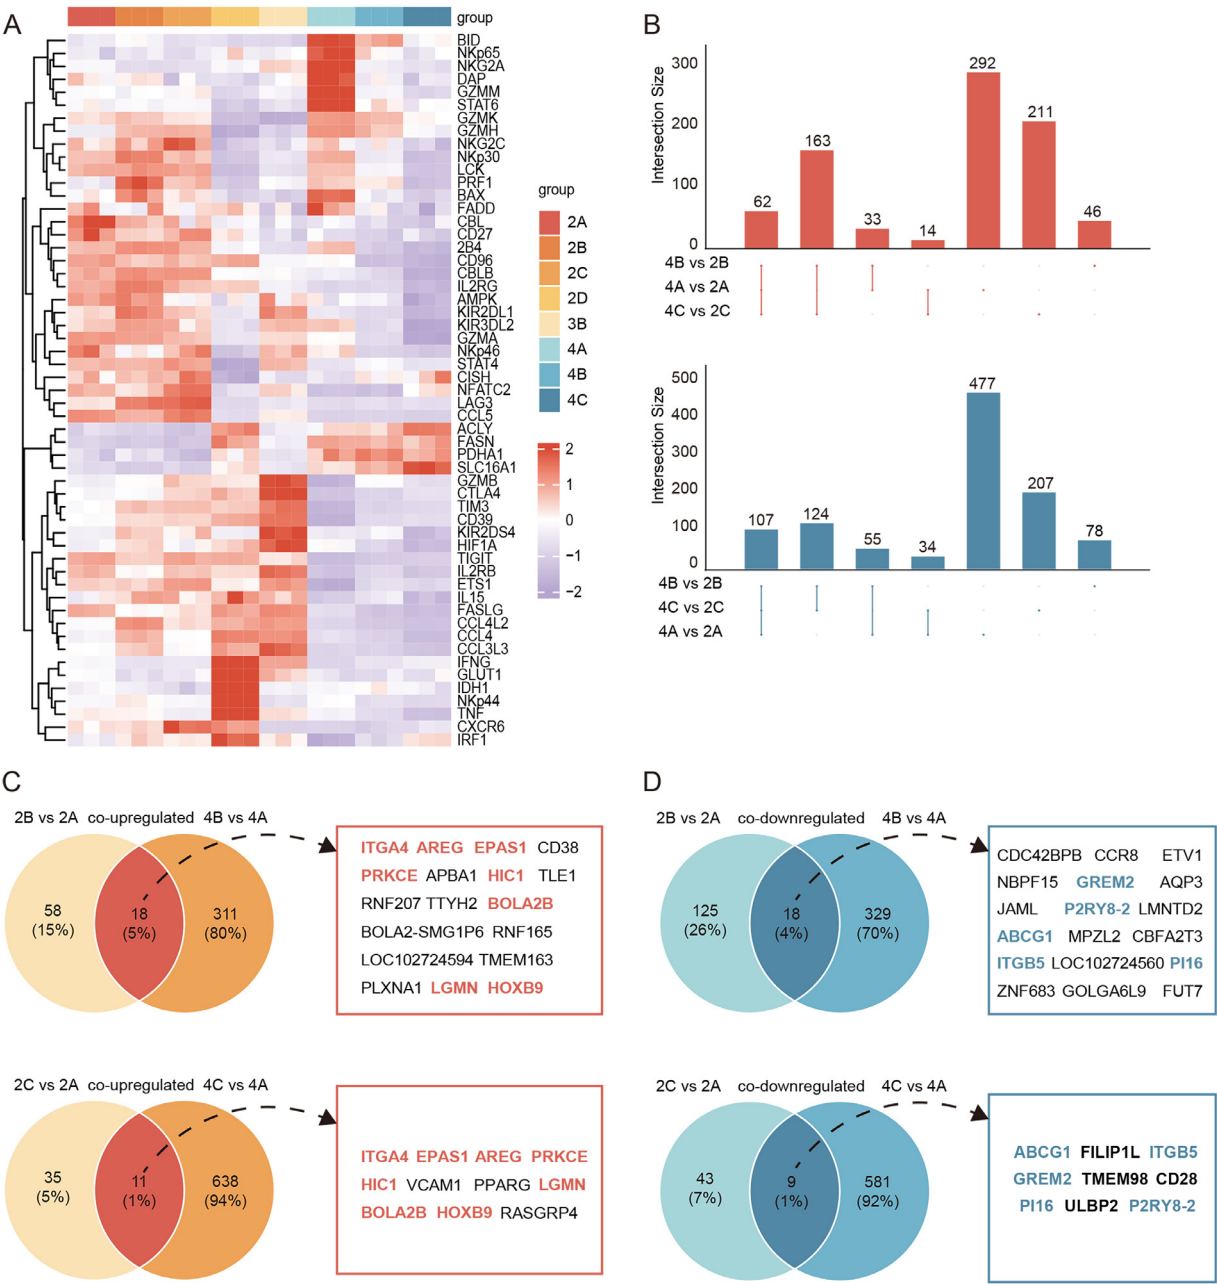 A
group
BID
NKp65
NKG2A
DAP
GZMM
STAT6
GZMK
GZMH
NKG2C
NKp30
LCK
PRF1
BAX
FADD
CBL
CD27
2B4
CD96
CBLB
IL2RG
AMPK
KIR2DL1
KIR3DL2
GZMA
NKp46
STAT4
CISH
NFATC2
LAG3
CCL5
ACLY
FASN
PDHA1
SLC16A1
GZMB
CTLA4
TIM3
CD39
KIR2DS4
HIF1A
TIGIT
IL2RB
ETS1
IL15
FASLG
CCL4L2
CCL4
CCL3L3
IFNG
GLUT1
IDH1
NKp44
TNF
CXCR6
IRF1
group
2A
2B
2C
2D
3B
4A
4B
4C
2
1
0
−1
−2
B
Intersection Size
300
200
100
0
62
163
33
14
292
211
46
4B vs 2B
4A vs 2A
4C vs 2C
Intersection Size
500
400
300
200
100
0
107
124
55
34
477
207
78
4B vs 2B
4C vs 2C
4A vs 2A
C
2B vs 2A co-upregulated 4B vs 4A
58
(15%)
18
(5%)
311
(80%)
ITGA4 AREG EPAS1 CD38
PRKCE APBA1 HIC1 TLE1
RNF207 TTYH2 BOLA2B
BOLA2-SMG1P6 RNF165
LOC102724594 TMEM163
PLXNA1 LGMN HOXB9
2C vs 2A co-upregulated 4C vs 4A
35
(5%)
11
(1%)
638
(94%)
ITGA4 EPAS1 AREG PRKCE
HIC1 VCAM1 PPARG LGMN
BOLA2B HOXB9 RASGRP4
D
2B vs 2A co-downregulated 4B vs 4A
125
(26%)
18
(4%)
329
(70%)
CDC42BPB CCR8 ETV1
NBPF15 GREM2 AQP3
JAML P2RY8-2 LMNTD2
ABCG1 MPZL2 CBFA2T3
ITGB5 LOC102724560 PI16
ZNF683 GOLGA6L9 FUT7
2C vs 2A co-downregulated 4C vs 4A
43
(7%)
9
(1%)
581
(92%)
ABCG1 FILIP1L ITGB5
GREM2 TMEM98 CD28
PI16 ULBP2 P2RY8-2